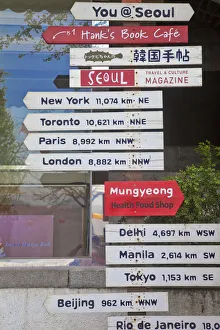 You @ Seoul
B1 Hank's Book Café
韓国手帖
SEOUL
TRAVEL & CULTURE
MAGAZINE
New York 11,074 km NE
Toronto 10,621 km NNE
Paris 8,992 km NNW
London 8,882 km NNW
Mungyeong
Health Food Shop
Delhi 4,697 km WSW
Manila 2,614 km SW
Tokyo 1,153 km SE
Beijing 962 km WNW
Rio de Janeiro 18,